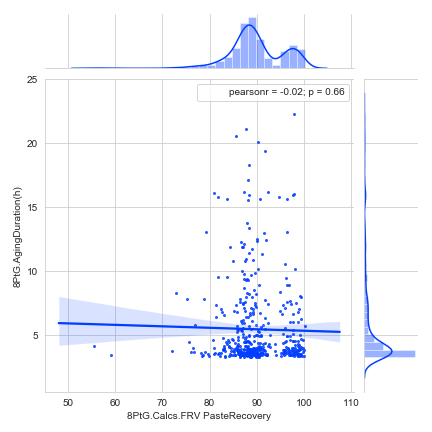 25
pearsonr = -0.02; p = 0.66
20
15
8PtG.AgingDuration(h)
10
5
50 60 70 80 90 100 110
8PtG.Calcs.FRV PasteRecovery